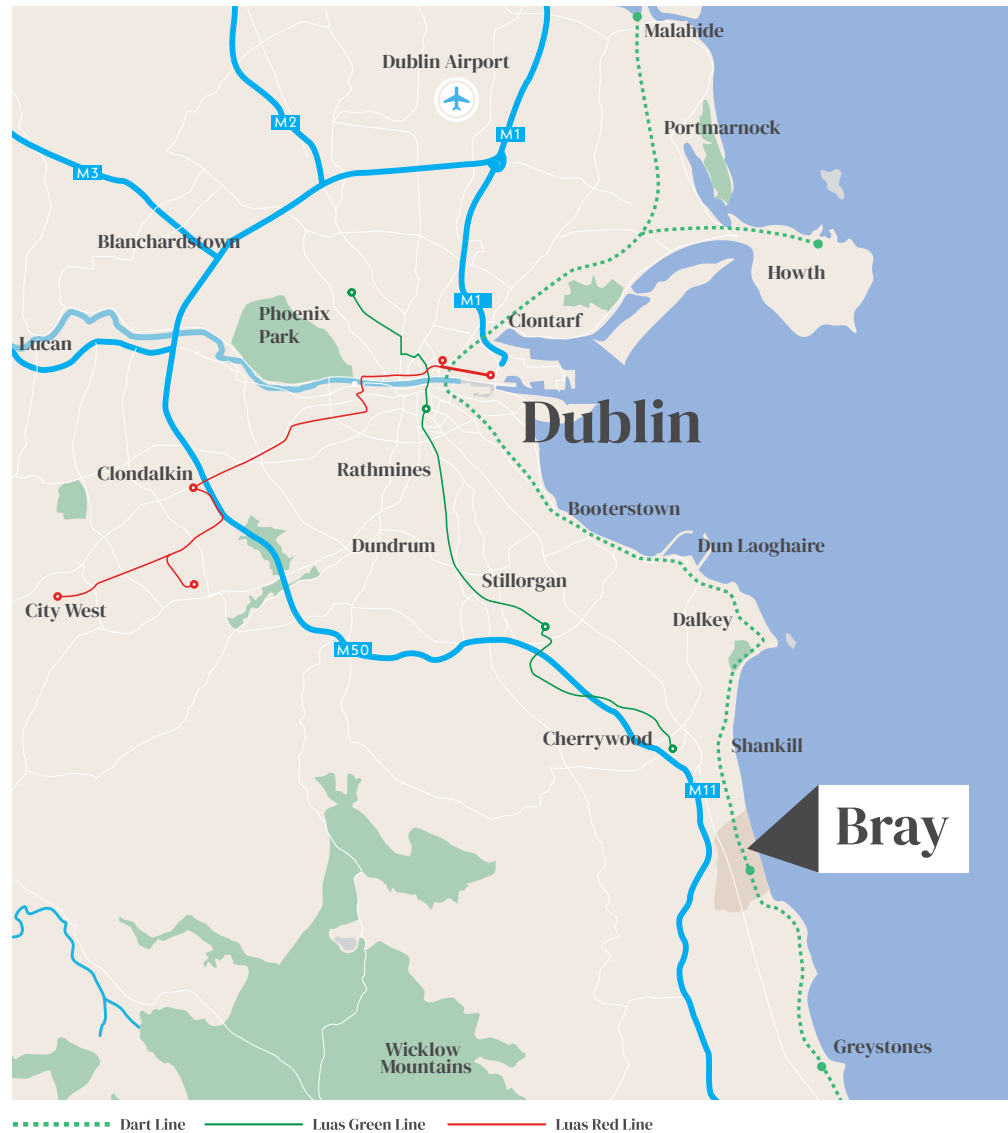 Malahide
Dublin Airport
M2
Portmarnock
M1
M3
Blanchardstown
Howth
M1
Phoenix
Park
Clontarf
Lucan
Dublin
Rathmines
Clondalkin
Booterstown
Dundrum
Dun Laoghaire
Stillorgan
City West
Dalkey
M50
Cherrywood
Shankill
M11
Bray
Wicklow
Mountains
Greystones
Dart Line
Luas Green Line
Luas Red Line